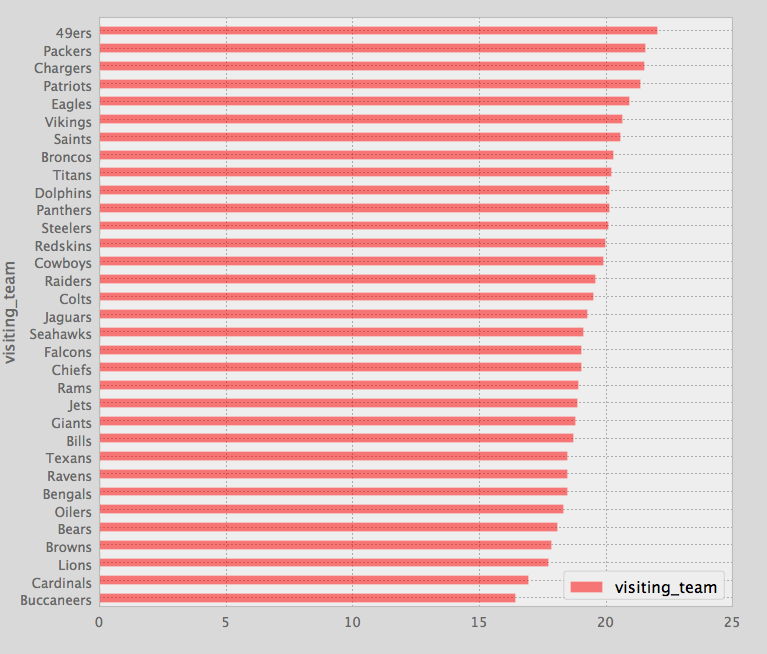 49ers
Packers
Chargers
Patriots
Eagles
Vikings
Saints
Broncos
Titans
Dolphins
Panthers
Steelers
Redskins
Cowboys
Raiders
Colts
Jaguars
Seahawks
Falcons
Chiefs
Rams
Jets
Giants
Bills
Texans
Ravens
Bengals
Oilers
Bears
Browns
Lions
Cardinals
Buccaneers
visiting_team
visiting_team
0 5 10 15 20 25